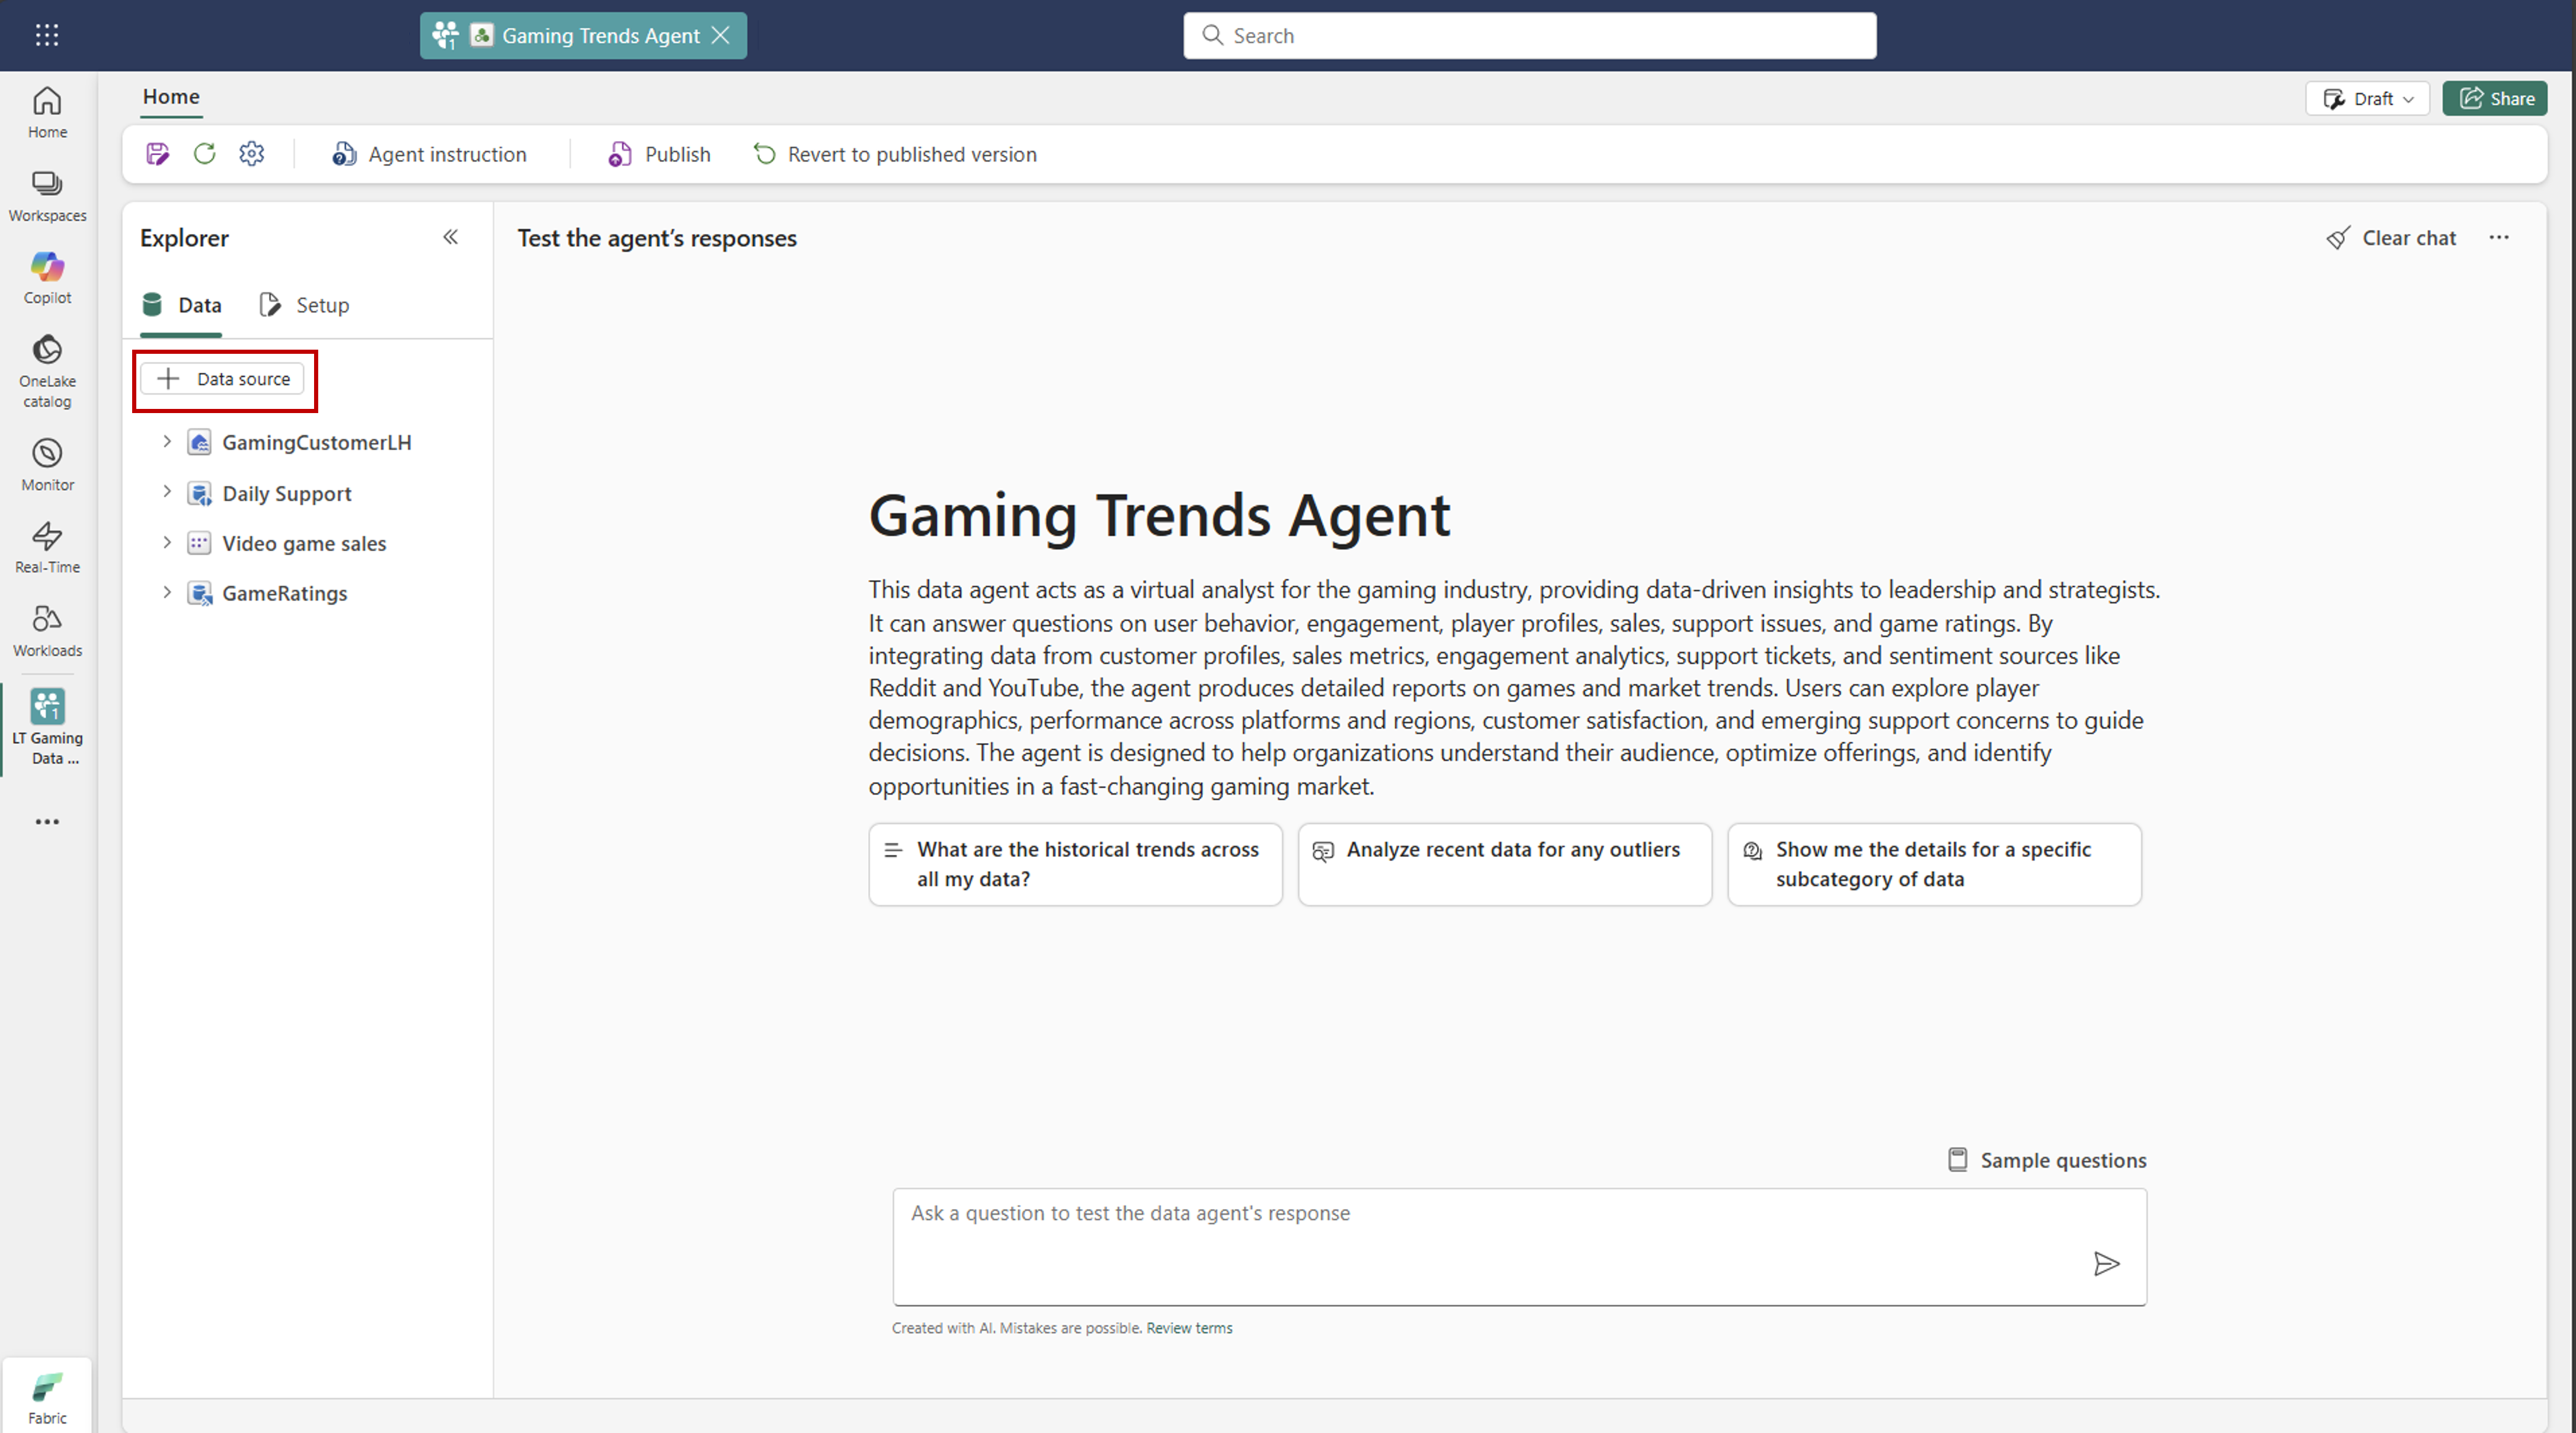 1
Gaming Trends Agent
Search
Home
Draft
Share
Home
Agent instruction
Publish
Revert to published version
Workspaces
Copilot
OneLake
catalog
Monitor
Real-Time
Workloads
1
LT Gaming
Data ...
Fabric
Explorer
Data
Setup
Data source
GamingCustomerLH
Daily Support
Video game sales
GameRatings
Test the agent’s responses
Clear chat
Gaming Trends Agent
This data agent acts as a virtual analyst for the gaming industry, providing data-driven insights to leadership and strategists.
It can answer questions on user behavior, engagement, player profiles, sales, support issues, and game ratings. By
integrating data from customer profiles, sales metrics, engagement analytics, support tickets, and sentiment sources like
Reddit and YouTube, the agent produces detailed reports on games and market trends. Users can explore player
demographics, performance across platforms and regions, customer satisfaction, and emerging support concerns to guide
decisions. The agent is designed to help organizations understand their audience, optimize offerings, and identify
opportunities in a fast-changing gaming market.
What are the historical trends across
all my data?
Analyze recent data for any outliers
Show me the details for a specific
subcategory of data
Sample questions
Ask a question to test the data agent's response
Created with AI. Mistakes are possible. Review terms